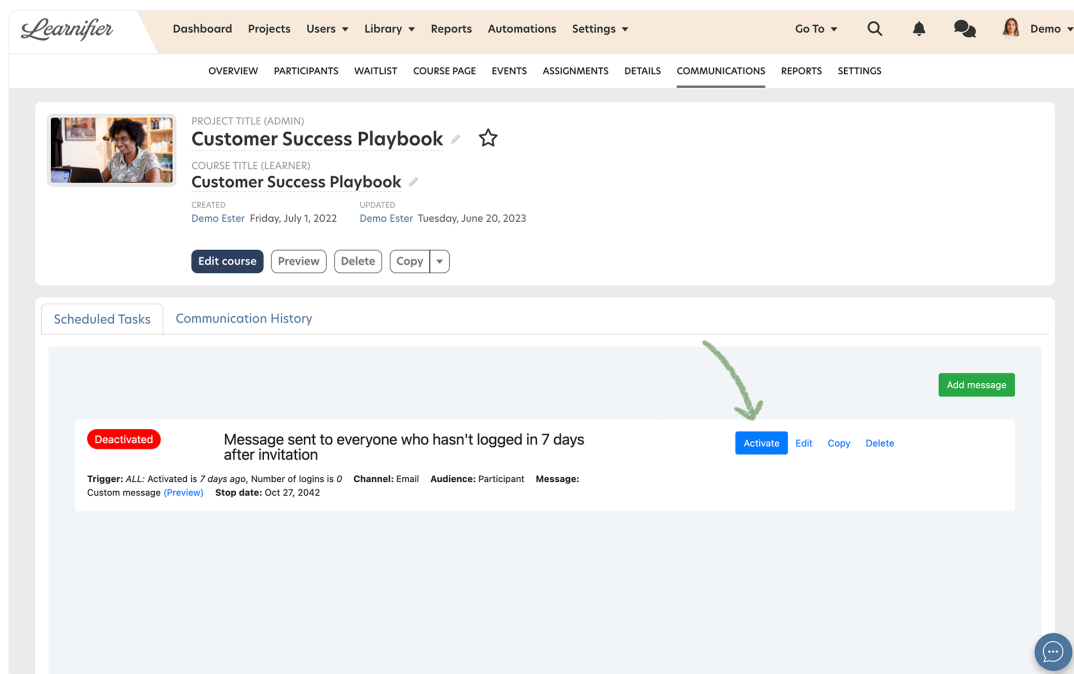 Learnifier
Dashboard Projects Users Library Reports Automations Settings Go To Demo
OVERVIEW PARTICIPANTS WAITLIST COURSE PAGE EVENTS ASSIGNMENTS DETAILS COMMUNICATIONS REPORTS SETTINGS
PROJECT TITLE (ADMIN)
Customer Success Playbook
COURSE TITLE (LEARNER)
Customer Success Playbook
CREATED UPDATED
Demo Ester Friday, July 1, 2022 Demo Ester Tuesday, June 20, 2023
Edit course Preview Delete Copy
Scheduled Tasks Communication History
Add message
Deactivated Message sent to everyone who hasn't logged in 7 days Activate Edit Copy Delete
after invitation
Trigger: ALL: Activated is 7 days ago, Number of logins is 0 Channel: Email Audience: Participant Message:
Custom message (Preview) Stop date: Oct 27, 2042